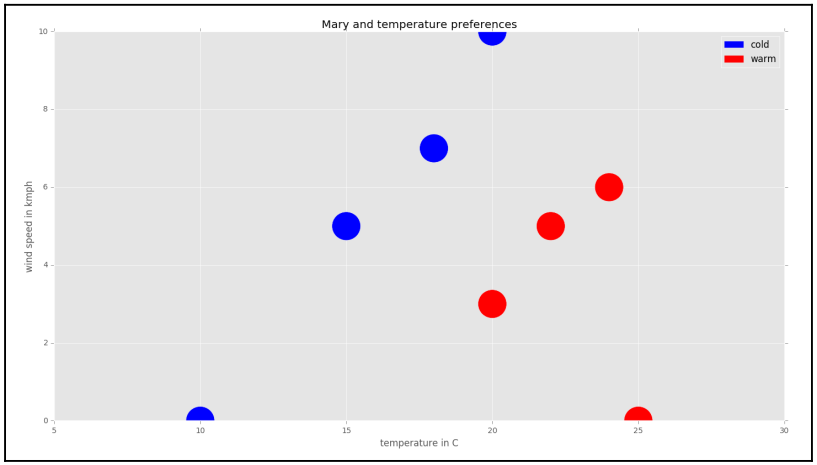 Mary and temperature preferences
cold
warm
10
8
6
4
2
0
wind speed in kmph
5 10 15 20 25 30
temperature in C